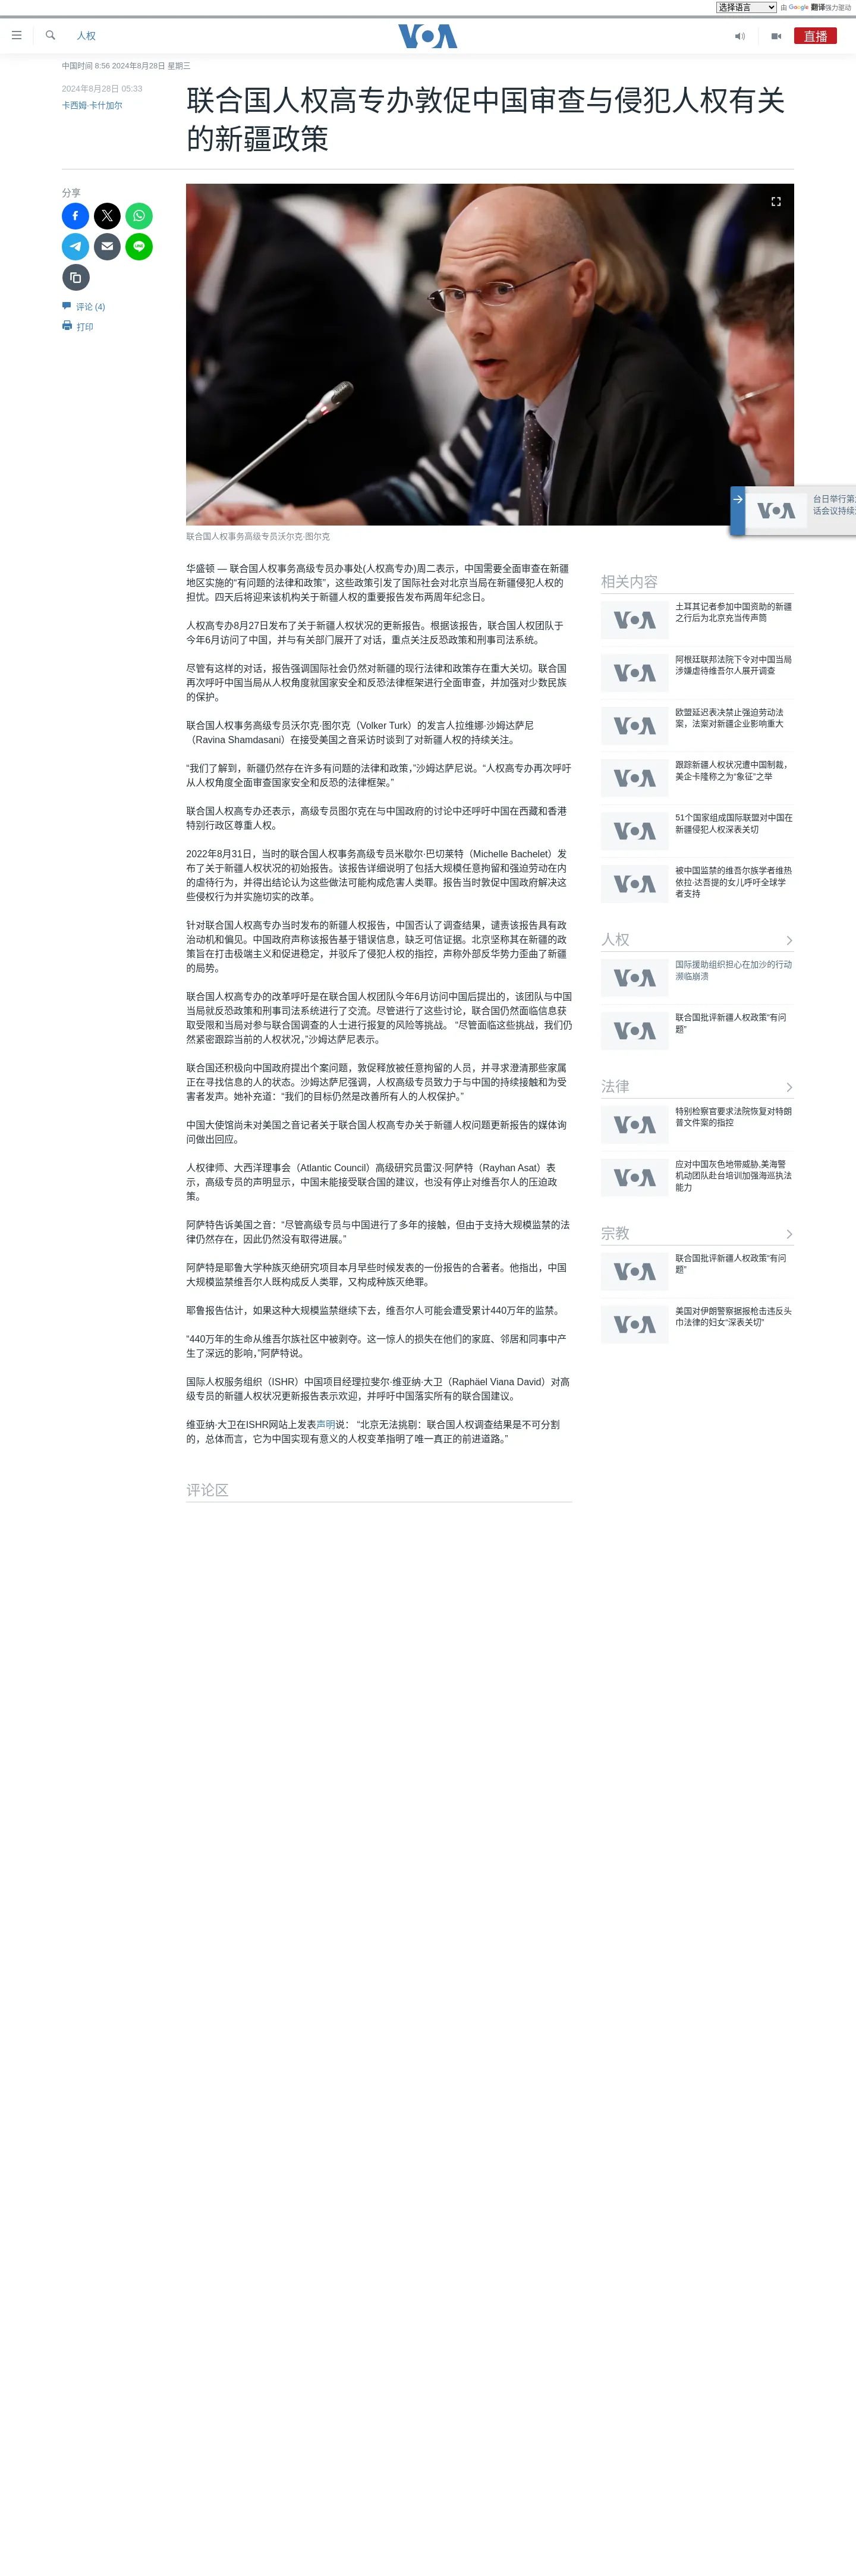 选择语言
由 Google 翻译强力驱动
人权
VOA
直播
中国时间 8:56 2024年8月28日 星期三
2024年8月28日 05:33
卡西姆·卡什加尔
联合国人权高专办敦促中国审查与侵犯人权有关
的新疆政策
分享
评论 (4)
打印
台日举行第
话会议持续
联合国人权事务高级专员沃尔克·图尔克
华盛顿 — 联合国人权事务高级专员办事处(人权高专办)周二表示，中国需要全面审查在新疆
地区实施的“有问题的法律和政策”，这些政策引发了国际社会对北京当局在新疆侵犯人权的
担忧。四天后将迎来该机构关于新疆人权的重要报告发布两周年纪念日。
人权高专办8月27日发布了关于新疆人权状况的更新报告。根据该报告，联合国人权团队于
今年6月访问了中国，并与有关部门展开了对话，重点关注反恐政策和刑事司法系统。
尽管有这样的对话，报告强调国际社会仍然对新疆的现行法律和政策存在重大关切。联合国
再次呼吁中国当局从人权角度就国家安全和反恐法律框架进行全面审查，并加强对少数民族
的保护。
联合国人权事务高级专员沃尔克·图尔克（Volker Turk）的发言人拉维娜·沙姆达萨尼
（Ravina Shamdasani）在接受美国之音采访时谈到了对新疆人权的持续关注。
“我们了解到，新疆仍然存在许多有问题的法律和政策，”沙姆达萨尼说。“人权高专办再次呼吁
从人权角度全面审查国家安全和反恐的法律框架。”
联合国人权高专办还表示，高级专员图尔克在与中国政府的讨论中还呼吁中国在西藏和香港
特别行政区尊重人权。
2022年8月31日，当时的联合国人权事务高级专员米歇尔·巴切莱特（Michelle Bachelet）发
布了关于新疆人权状况的初始报告。该报告详细说明了包括大规模任意拘留和强迫劳动在内
的虐待行为，并得出结论认为这些做法可能构成危害人类罪。报告当时敦促中国政府解决这
些侵权行为并实施切实的改革。
针对联合国人权高专办当时发布的新疆人权报告，中国否认了调查结果，谴责该报告具有政
治动机和偏见。中国政府声称该报告基于错误信息，缺乏可信证据。北京坚称其在新疆的政
策旨在打击极端主义和促进稳定，并驳斥了侵犯人权的指控，声称外部反华势力歪曲了新疆
的局势。
联合国人权高专办的改革呼吁是在联合国人权团队今年6月访问中国后提出的，该团队与中国
当局就反恐政策和刑事司法系统进行了交流。尽管进行了这些讨论，联合国仍然面临信息获
取受限和当局对参与联合国调查的人士进行报复的风险等挑战。 “尽管面临这些挑战，我们仍
然紧密跟踪当前的人权状况，”沙姆达萨尼表示。
联合国还积极向中国政府提出个案问题，敦促释放被任意拘留的人员，并寻求澄清那些家属
正在寻找信息的人的状态。沙姆达萨尼强调，人权高级专员致力于与中国的持续接触和为受
害者发声。她补充道：“我们的目标仍然是改善所有人的人权保护。”
中国大使馆尚未对美国之音记者关于联合国人权高专办关于新疆人权问题更新报告的媒体询
问做出回应。
人权律师、大西洋理事会（Atlantic Council）高级研究员雷汉·阿萨特（Rayhan Asat）表
示，高级专员的声明显示，中国未能接受联合国的建议，也没有停止对维吾尔人的压迫政
策。
阿萨特告诉美国之音：“尽管高级专员与中国进行了多年的接触，但由于支持大规模监禁的法
律仍然存在，因此仍然没有取得进展。”
阿萨特是耶鲁大学种族灭绝研究项目本月早些时候发表的一份报告的合著者。他指出，中国
大规模监禁维吾尔人既构成反人类罪，又构成种族灭绝罪。
耶鲁报告估计，如果这种大规模监禁继续下去，维吾尔人可能会遭受累计440万年的监禁。
“440万年的生命从维吾尔族社区中被剥夺。这一惊人的损失在他们的家庭、邻居和同事中产
生了深远的影响，”阿萨特说。
国际人权服务组织（ISHR）中国项目经理拉斐尔·维亚纳·大卫（Raphäel Viana David）对高
级专员的新疆人权状况更新报告表示欢迎，并呼吁中国落实所有的联合国建议。
维亚纳·大卫在ISHR网站上发表声明说： “北京无法挑剔：联合国人权调查结果是不可分割
的，总体而言，它为中国实现有意义的人权变革指明了唯一真正的前进道路。”
评论区
相关内容
土耳其记者参加中国资助的新疆
之行后为北京充当传声筒
阿根廷联邦法院下令对中国当局
涉嫌虐待维吾尔人展开调查
欧盟延迟表决禁止强迫劳动法
案，法案对新疆企业影响重大
跟踪新疆人权状况遭中国制裁，
美企卡隆称之为“象征”之举
51个国家组成国际联盟对中国在
新疆侵犯人权深表关切
被中国监禁的维吾尔族学者维热
依拉·达吾提的女儿呼吁全球学
者支持
人权
国际援助组织担心在加沙的行动
濒临崩溃
联合国批评新疆人权政策“有问
题”
法律
特别检察官要求法院恢复对特朗
普文件案的指控
应对中国灰色地带威胁,美海警
机动团队赴台培训加强海巡执法
能力
宗教
联合国批评新疆人权政策“有问
题”
美国对伊朗警察据报枪击违反头
巾法律的妇女“深表关切”